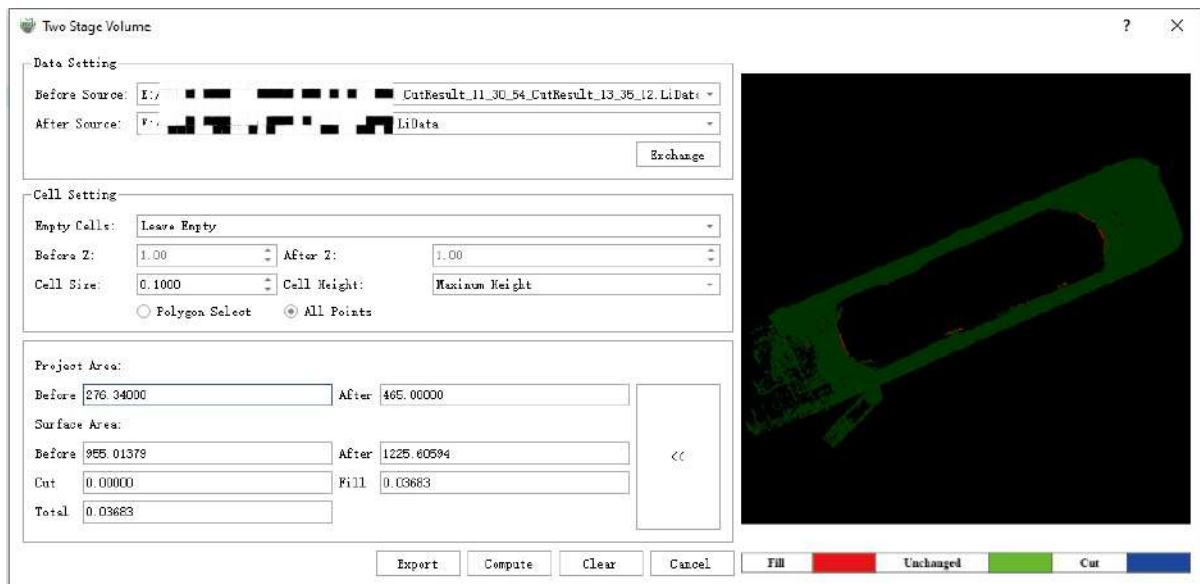 Two Stage Volume
? ×
Data Setting
Before Source: E:/ _CutResult_11_30_54_CutResult_13_35_12.LiData
After Source: LiData
Exchange
Cell Setting
Empty Cells: Leave Empty
Before Z: 1.00 After Z: 1.00
Cell Size: 0.1000 Cell Height: Maximum Height
Polygon Select All Points
Project Area:
Before 276.34000 After 465.00000
Surface Area:
Before 955.01379 After 1225.60594
<<
Cut 0.00000 Fill 0.03683
Total 0.03683
Export Compute Clear Cancel
Fill Unchanged Cut